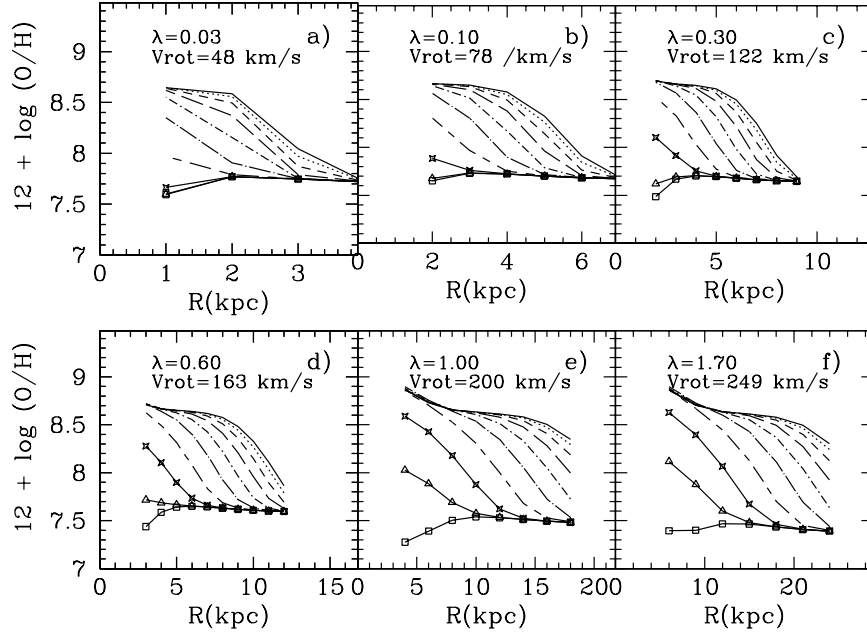 12 + log (O/H)
9
8.5
8
7.5
7
λ=0.03
Vrot=48 km/s
a)
0
1
2
3
R(kpc)
λ=0.10
Vrot=78 /km/s
b)
0
2
4
6
R(kpc)
λ=0.30
Vrot=122 km/s
c)
0
5
10
R(kpc)
12 + log (O/H)
9
8.5
8
7.5
7
λ=0.60
Vrot=163 km/s
d)
0
5
10
15
R(kpc)
λ=1.00
Vrot=200 km/s
e)
0
5
10
15
20
R(kpc)
λ=1.70
Vrot=249 km/s
f)
0
10
20
R(kpc)